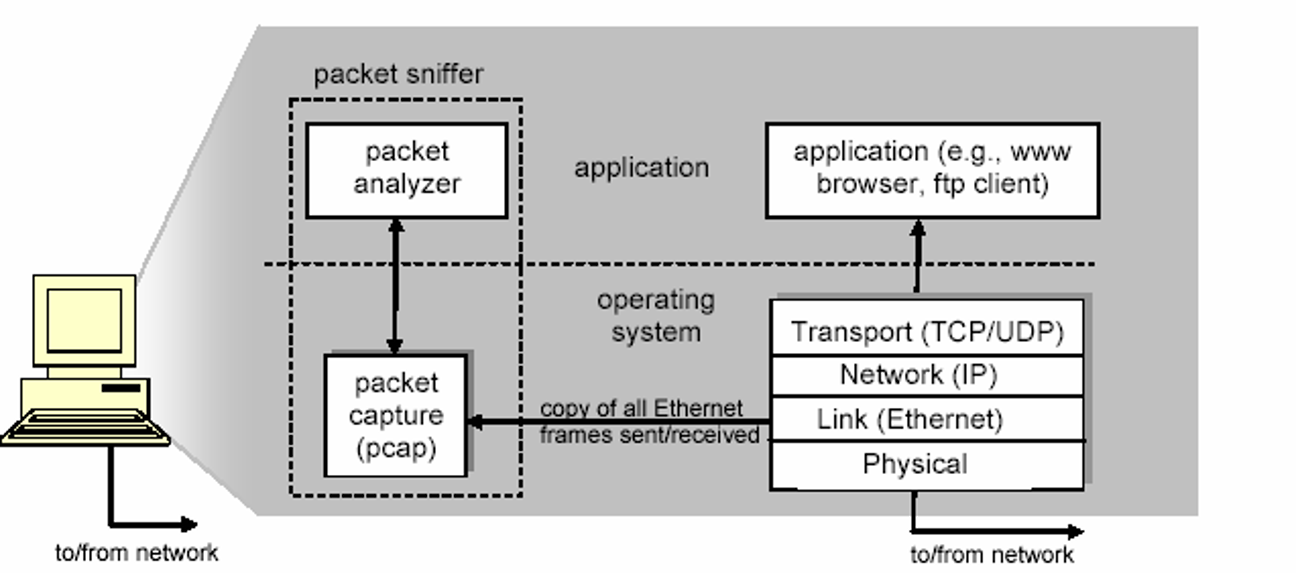 packet sniffer
packet
analyzer
application
application (e.g., www
browser, ftp client)
operating
system
packet
capture
(pcap)
copy of all Ethernet
frames sent/received
Transport (TCP/UDP)
Network (IP)
Link (Ethernet)
Physical
to/from network
to/from network